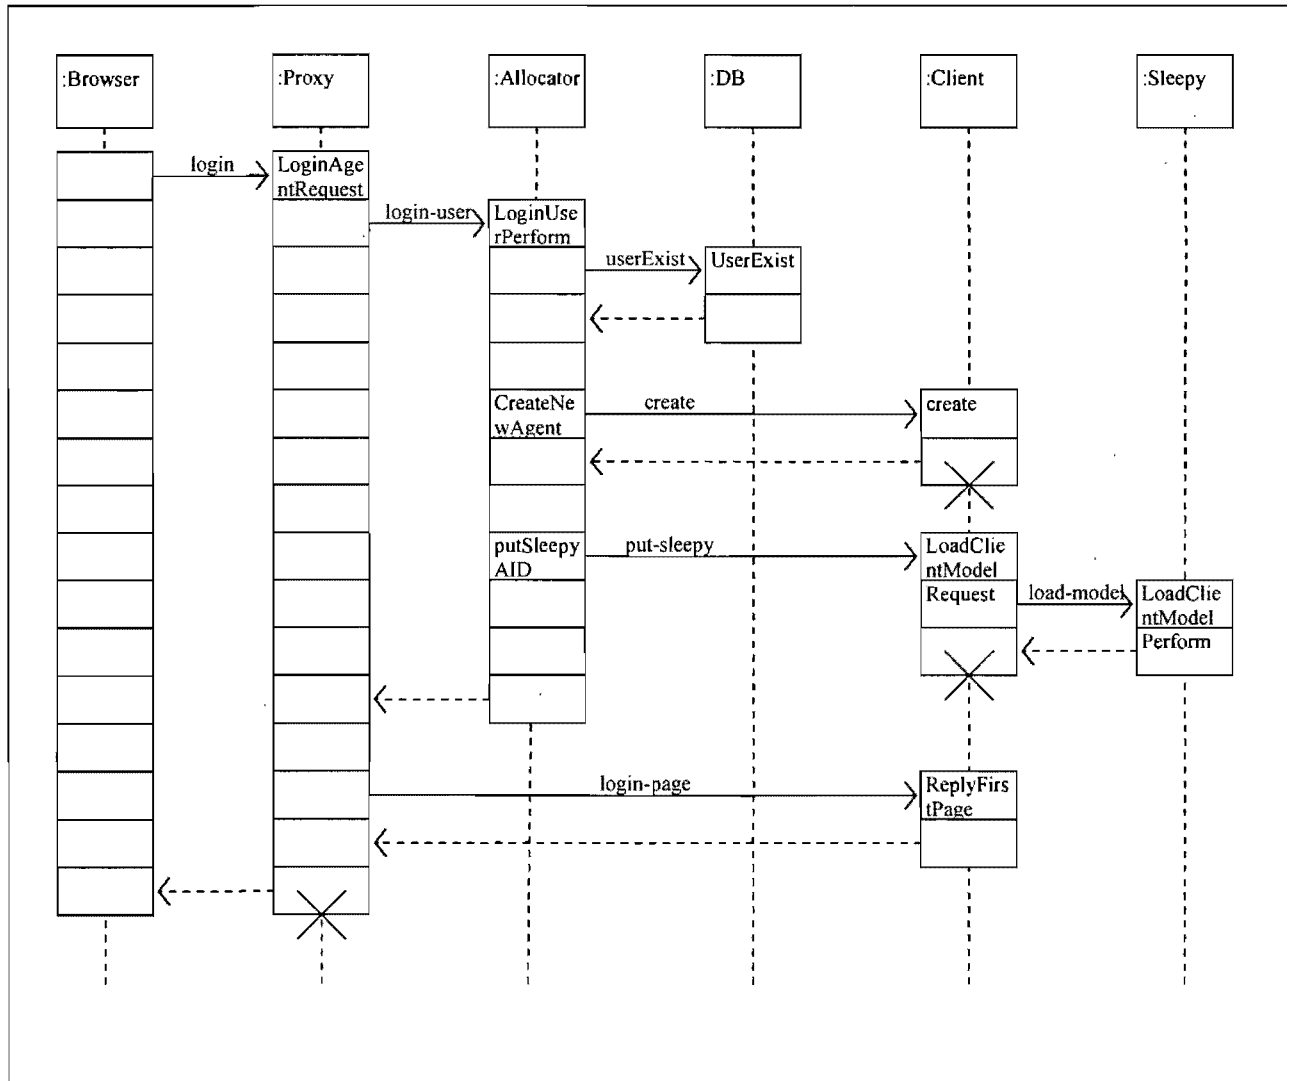 :Browser
:Proxy
:Allocator
:DB
:Client
:Sleepy
login
LoginAge
ntRequest
login-user
LoginUse
rPerform
userExist
UserExist
CreateNe
wAgent
create
create
putSleepy
AID
put-sleepy
LoadClie
ntModel
Request
load-model
LoadClie
ntModel
Perform
login-page
ReplyFirs
tPage